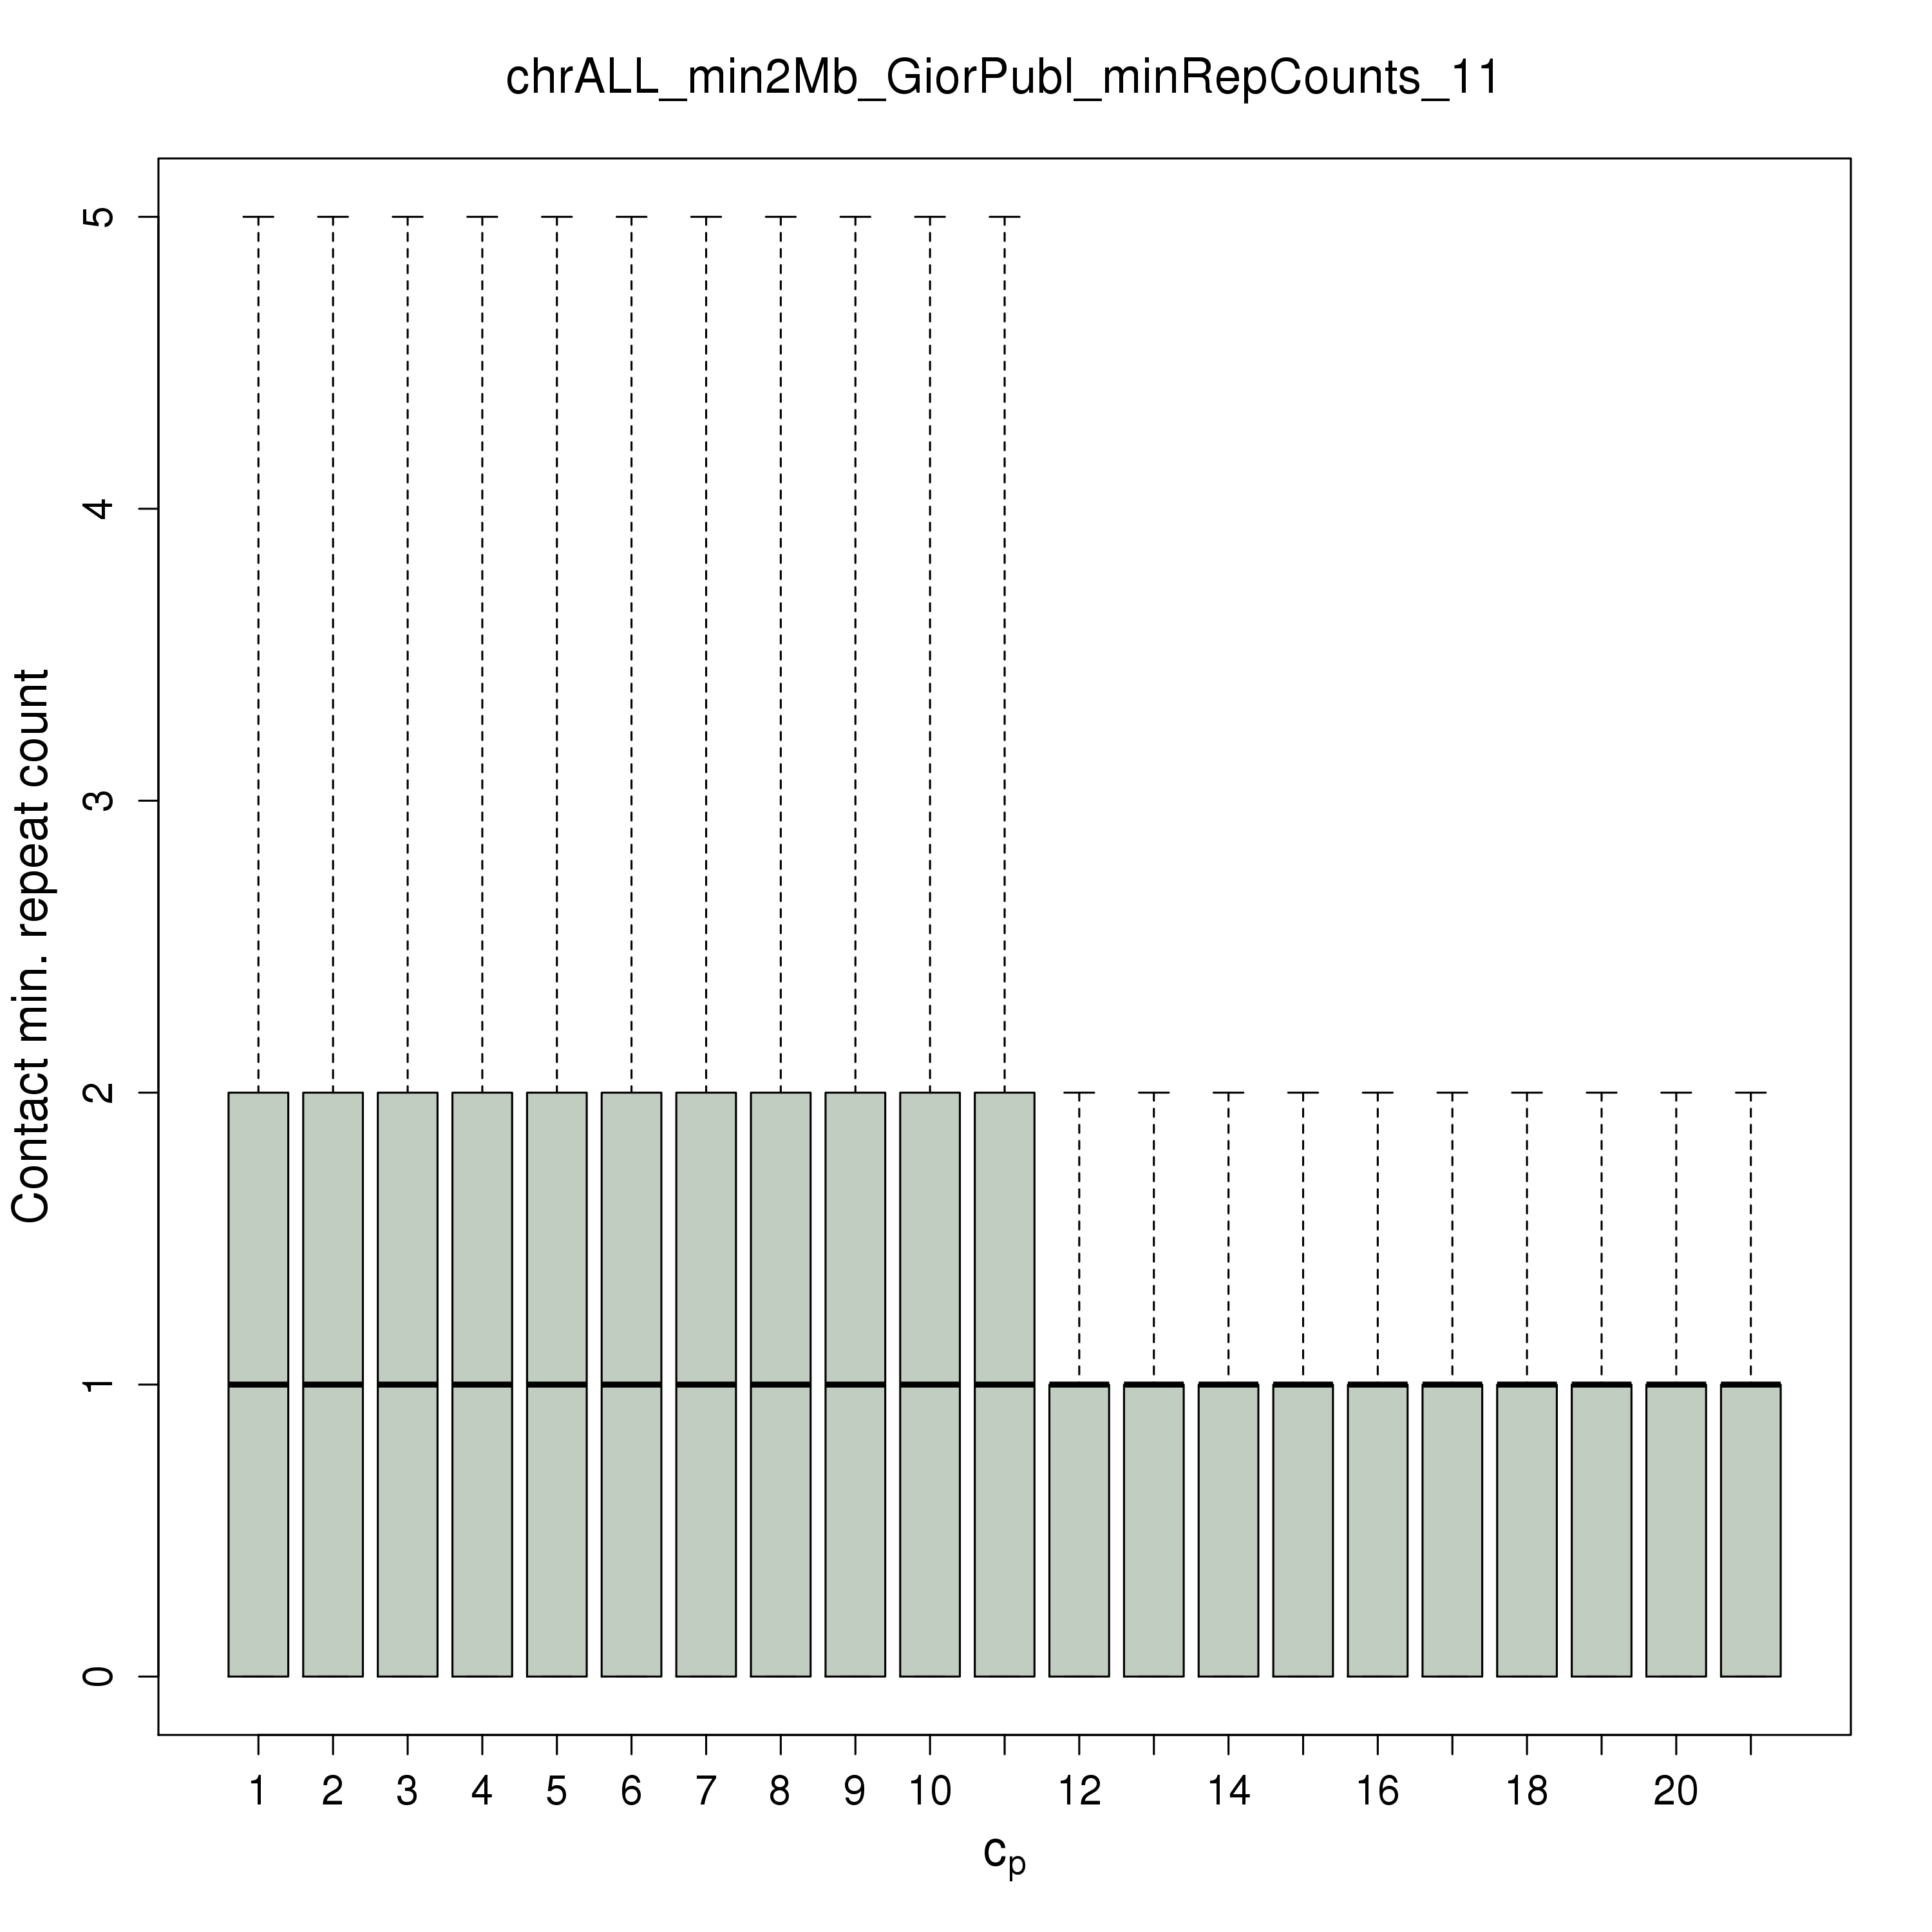 chrALL_min2Mb_GiorPubl_minRepCounts_11
Contact min. repeat count
5
4
3
2
1
0
1 2 3 4 5 6 7 8 9 10 12 14 16 18 20
cp